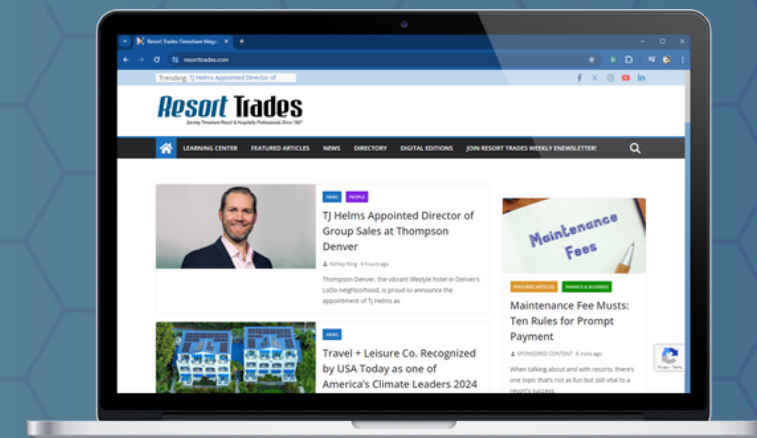 Resort Trades Timeshare Mag
resorttrades.com
Trending: TJ Helms Appointed Director of
Resort Trades
Serving Timeshare Resort & Hospitality Professionals Since 1987
LEARNING CENTER FEATURED ARTICLES NEWS DIRECTORY DIGITAL EDITIONS JOIN RESORT TRADES WEEKLY ENEWSLETTER!
NEWS PEOPLE
TJ Helms Appointed Director of
Group Sales at Thompson
Denver
Ashley King 4 hours ago
Thompson Denver, the vibrant lifestyle hotel in Denver's
LoDo neighborhood, is proud to announce the
appointment of TJ Helms as
NEWS
Travel + Leisure Co. Recognized
by USA Today as one of
America's Climate Leaders 2024
Maintenance
Fees
FEATURED ARTICLES FINANCE & BUSINESS
Maintenance Fee Musts:
Ten Rules for Prompt
Payment
SPONSORED CONTENT 6 mins ago
When talking about and with resorts, there's
one topic that's not as fun but still vital to a
resort's success:
Privacy - Terms